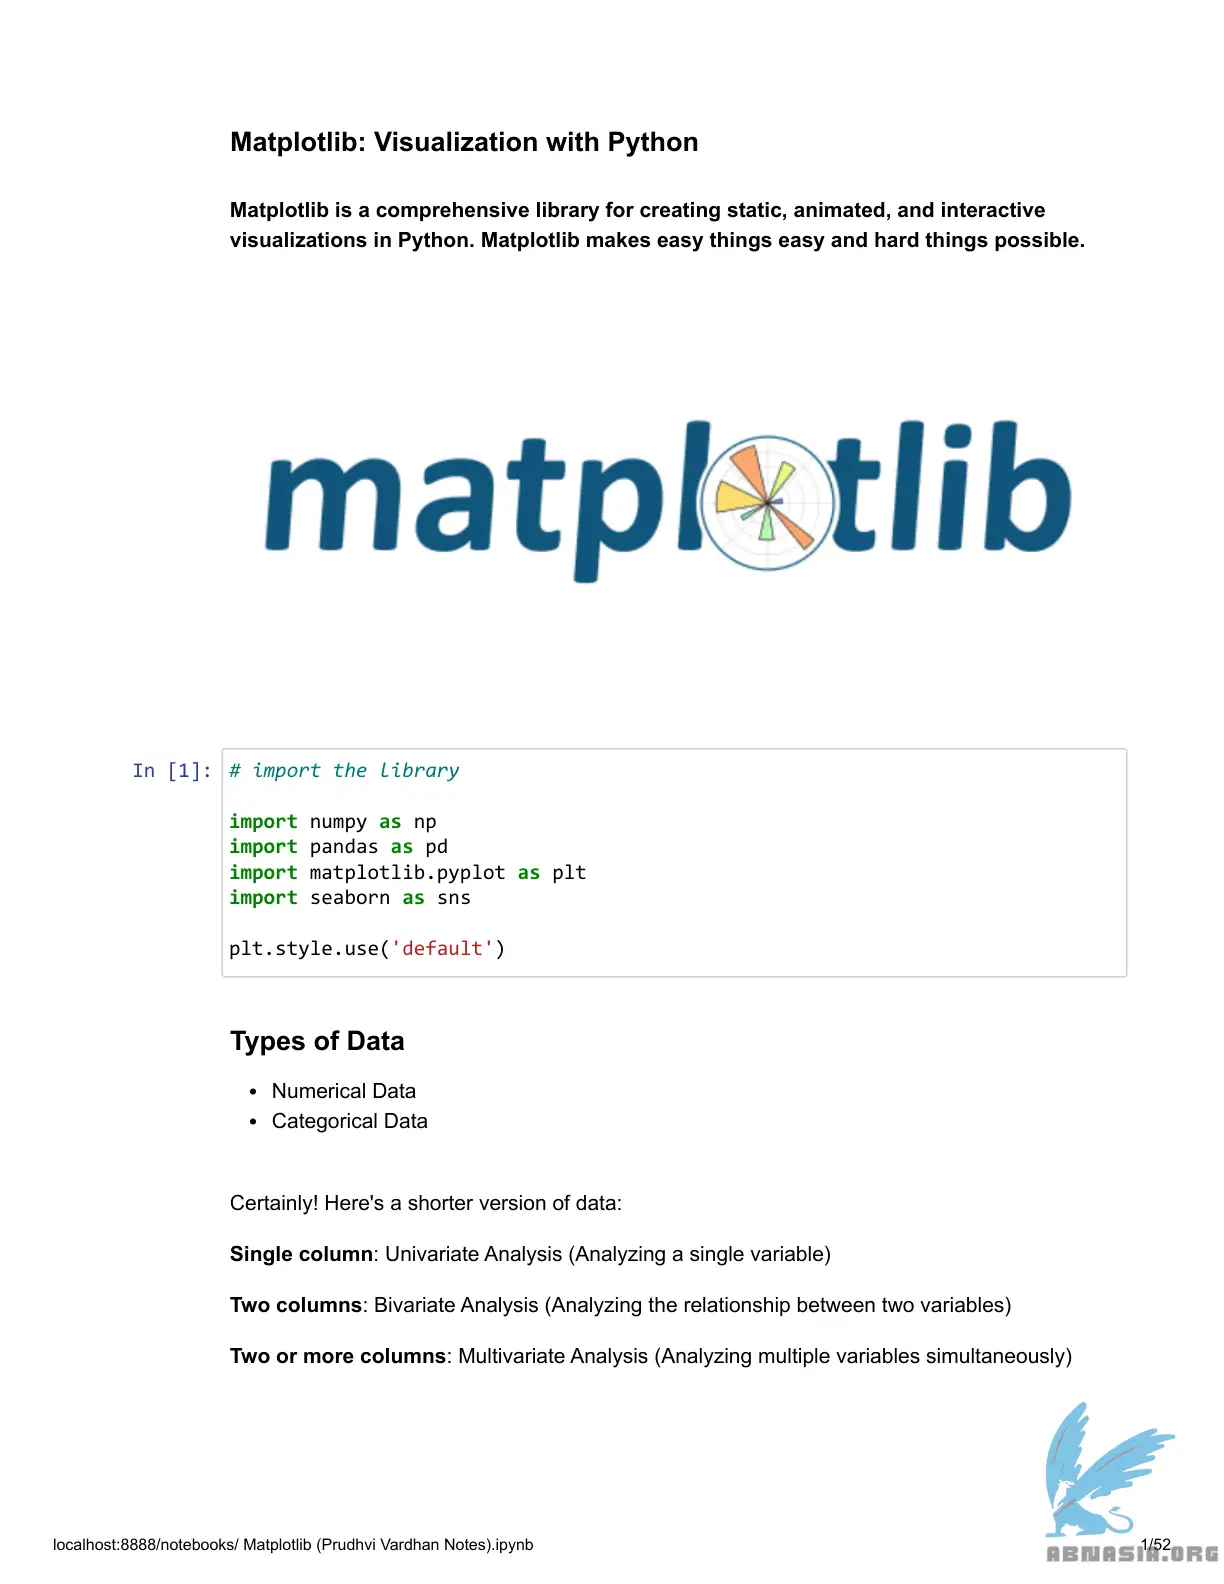 Matplotlib: Visualization with Python
Matplotlib is a comprehensive library for creating static, animated, and interactive
visualizations in Python. Matplotlib makes easy things easy and hard things possible.
matplotlib
In [1]: # import the library
import numpy as np
import pandas as pd
import matplotlib.pyplot as plt
import seaborn as sns
plt.style.use('default')
Types of Data
• Numerical Data
• Categorical Data
Certainly! Here's a shorter version of data:
Single column: Univariate Analysis (Analyzing a single variable)
Two columns: Bivariate Analysis (Analyzing the relationship between two variables)
Two or more columns: Multivariate Analysis (Analyzing multiple variables simultaneously)
localhost:8888/notebooks/ Matplotlib (Prudhvi Vardhan Notes).ipynb
1/52
ABNASIA.ORG